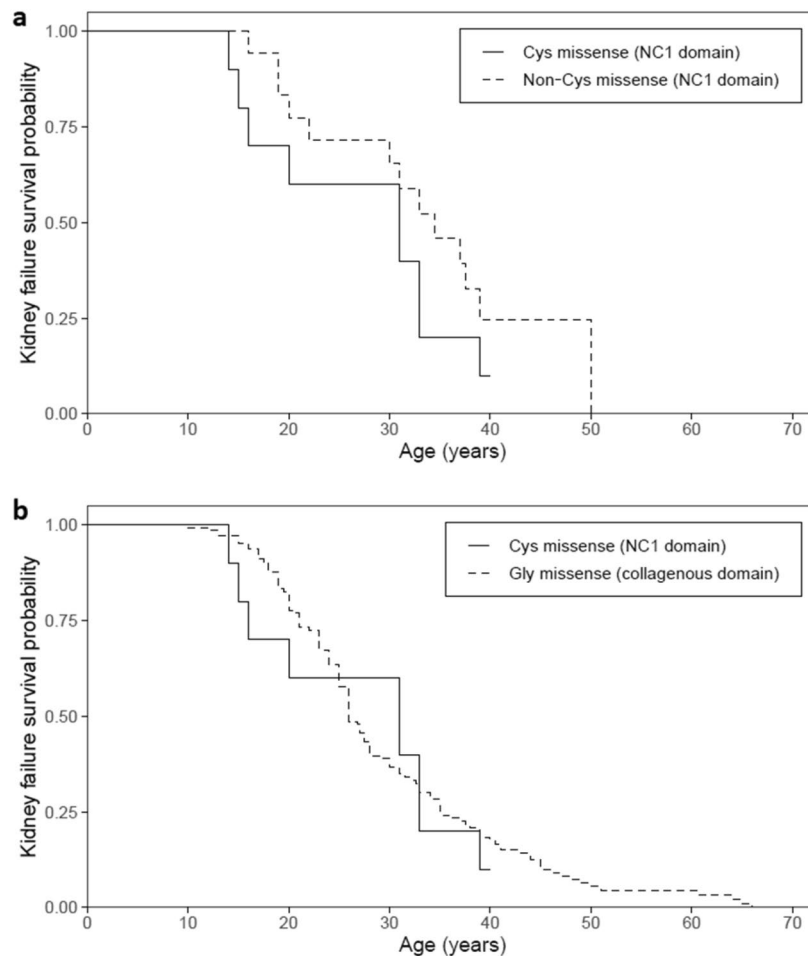 a
Kidney failure survival probability
1.00
0.75
0.50
0.25
0.00
Cys missense (NC1 domain)
Non-Cys missense (NC1 domain)
0 10 20 30 40 50 60 70
Age (years)
b
Kidney failure survival probability
1.00
0.75
0.50
0.25
0.00
Cys missense (NC1 domain)
Gly missense (collagenous domain)
0 10 20 30 40 50 60 70
Age (years)